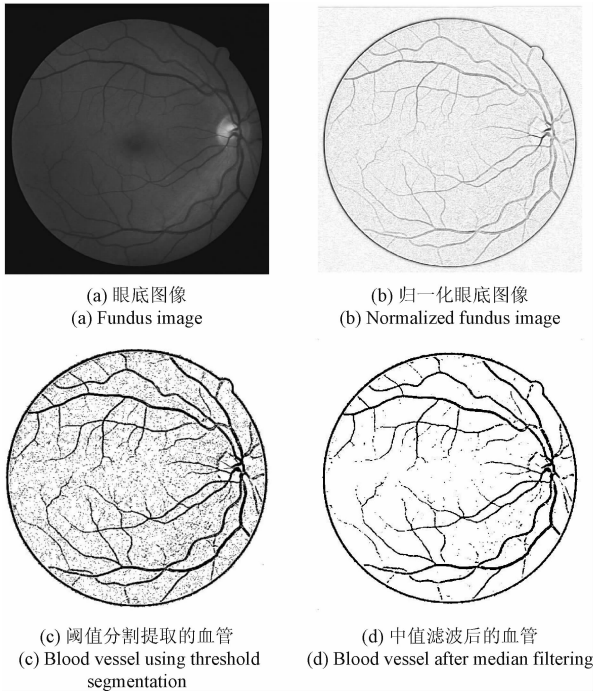 (a) 眼底图像
(a) Fundus image
(b) 归一化眼底图像
(b) Normalized fundus image
(c) 阈值分割提取的血管
(c) Blood vessel using threshold
segmentation
(d) 中值滤波后的血管
(d) Blood vessel after median filtering